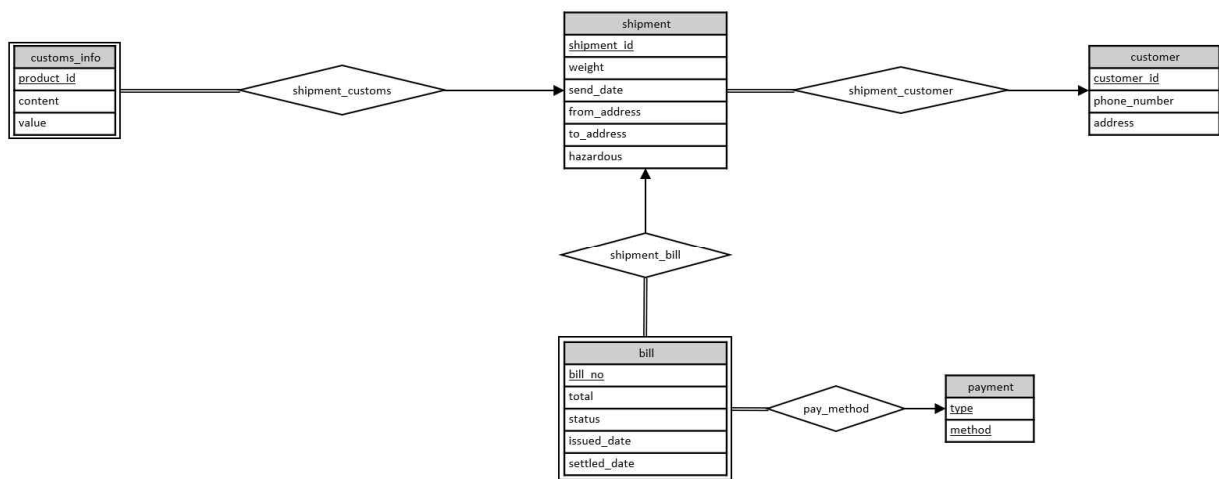 shipment
shipment_id
weight
send_date
from_address
to_address
hazardous
customs_info
product_id
content
value
shipment_customs
shipment_customer
customer
customer_id
phone_number
address
shipment_bill
bill
bill_no
total
status
issued_date
settled_date
pay_method
payment
type
method